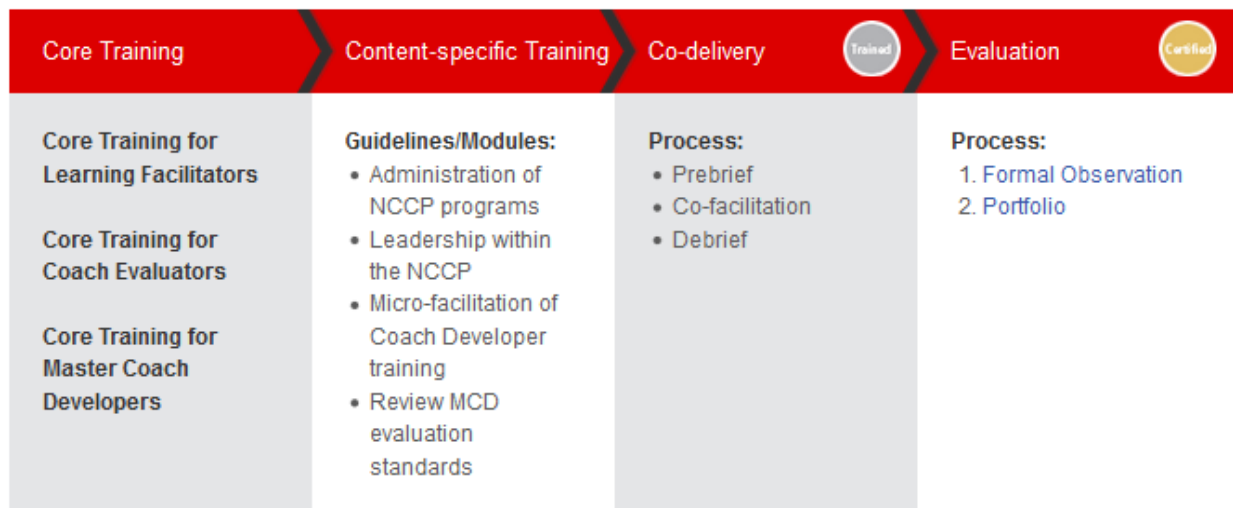 Core Training
Content-specific Training
Co-delivery
Trained
Evaluation
Certified
Core Training for
Learning Facilitators
Core Training for
Coach Evaluators
Core Training for
Master Coach
Developers
Guidelines/Modules:
• Administration of
NCCP programs
• Leadership within
the NCCP
• Micro-facilitation of
Coach Developer
training
• Review MCD
evaluation
standards
Process:
• Prebrief
• Co-facilitation
• Debrief
Process:
1. Formal Observation
2. Portfolio